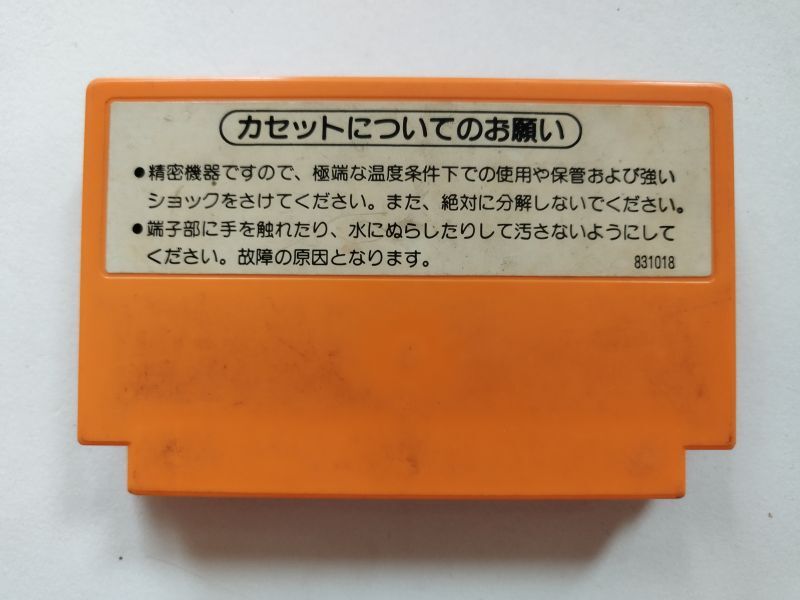 カセットについてのお願い
●精密機器ですので、極端な温度条件下での使用や保管および強い
ショックをさけてください。また、絶対に分解しないでください。
●端子部に手を触れたり、水にぬらしたりして汚さないようにして
ください。故障の原因となります。
831018